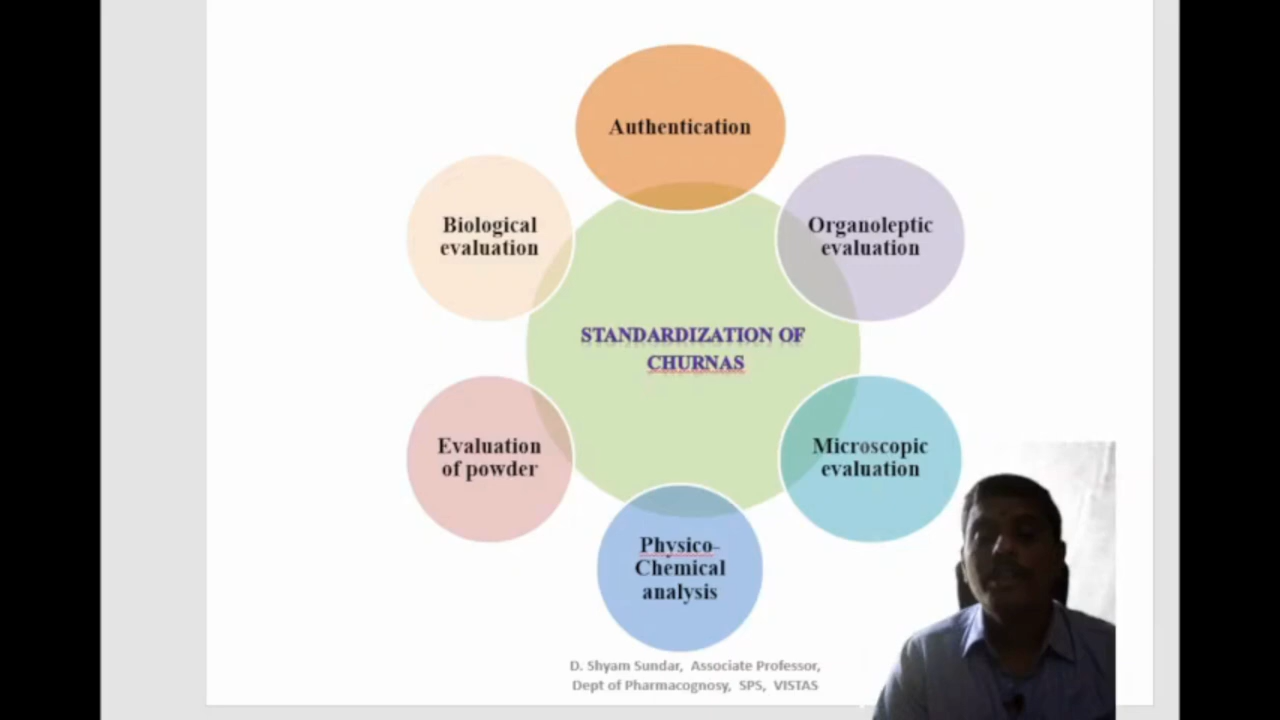 Authentication
Biological
evaluation
Organoleptic
evaluation
STANDARDIZATION OF
CHURNAS
Evaluation
of powder
Microscopic
evaluation
Physico-
Chemical
analysis
D. Shyam Sundar, Associate Professor,
Dept of Pharmacognosy, SPS, VISTAS